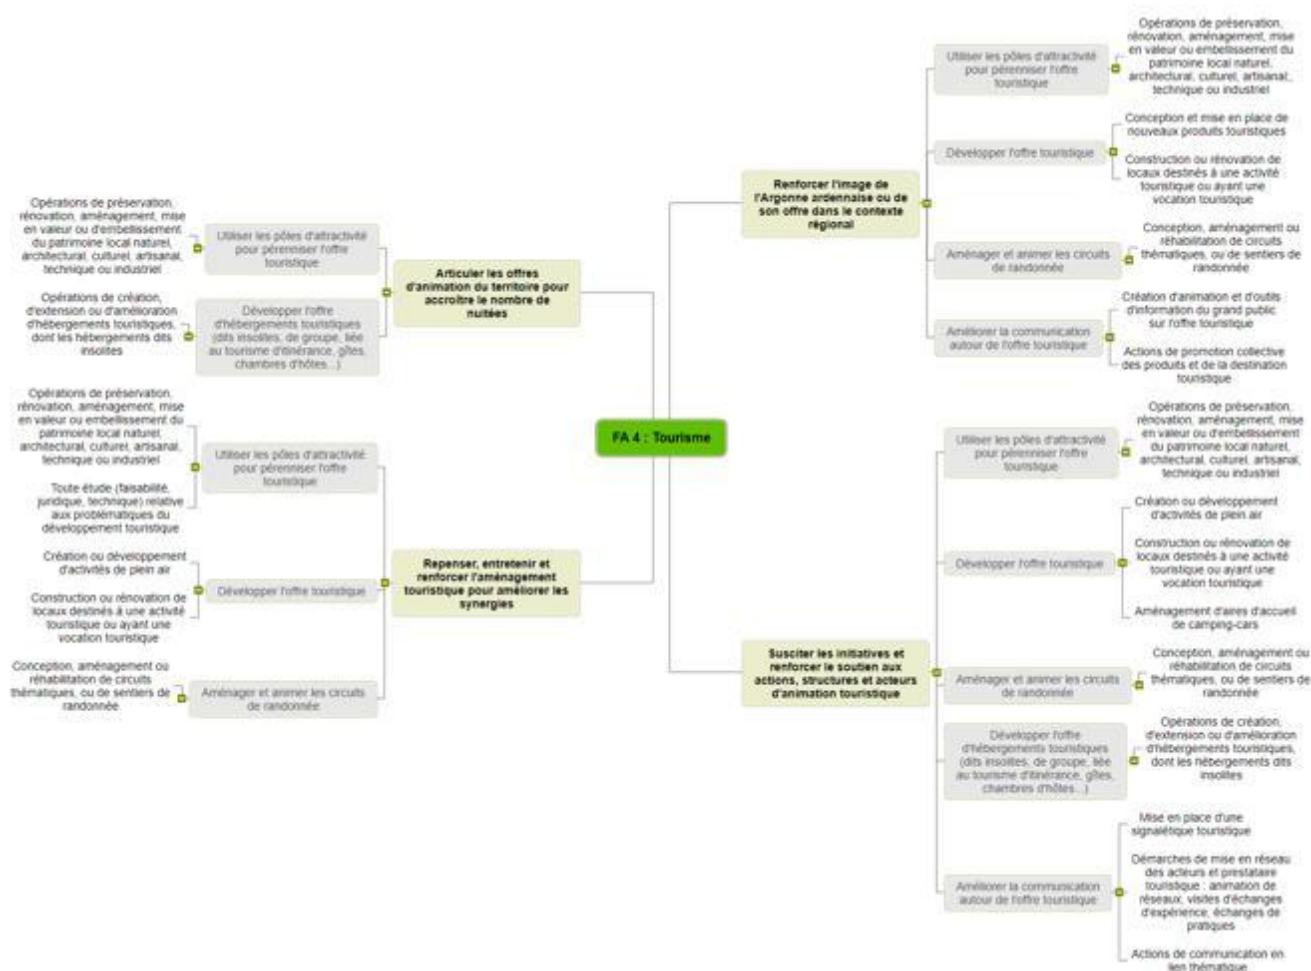 FA 4 : Tourisme
Renforcer l'image de
l'Argonne ardennaise ou de
son offre dans le contexte
régional
Utiliser les pôles d'attractivité
pour pérenniser l'offre
touristique
Opérations de préservation,
rénovation, aménagement, mise
en valeur ou embellissement du
patrimoine local naturel,
architectural, culturel, artisanal,,
technique ou industriel
Développer l'offre touristique
Conception et mise en place de
nouveaux produits touristiques
Construction ou rénovation de
locaux destinés à une activité
touristique ou ayant une
vocation touristique
Aménager et animer les circuits
de randonnée
Conception, aménagement ou
réhabilitation de circuits
thématiques, ou de sentiers de
randonnée
Améliorer la communication
autour de l'offre touristique
Création d'animation et d'outils
d'information du grand public
sur l'offre touristique
Actions de promotion collective
des produits et de la destination
touristique
Susciter les initiatives et
renforcer le soutien aux
actions, structures et acteurs
d'animation touristique
Utiliser les pôles d'attractivité
pour pérenniser l'offre
touristique
Opérations de préservation,
rénovation, aménagement, mise
en valeur ou d'embellissement
du patrimoine local naturel,
architectural, culturel, artisanal,
technique ou industriel
Développer l'offre touristique
Création ou développement
d'activités de plein air
Construction ou rénovation de
locaux destinés à une activité
touristique ou ayant une
vocation touristique
Aménagement d'aires d'accueil
de camping-cars
Aménager et animer les circuits
de randonnée
Conception, aménagement ou
réhabilitation de circuits
thématiques, ou de sentiers de
randonnée
Développer l'offre
d'hébergements touristiques
(dits insolites, de groupe, liée
au tourisme d'itinérance, gîtes,
chambres d'hôtes...)
Opérations de création,
d'extension ou d'amélioration
d'hébergements touristiques,
dont les hébergements dits
insolites
Améliorer la communication
autour de l'offre touristique
Mise en place d'une
signalétique touristique
Démarches de mise en réseau
des acteurs et prestataire
touristique : animation de
réseaux, visites d'échanges
d'expérience, échanges de
pratiques
Actions de communication en
lien thématique
Articuler les offres
d'animation du territoire pour
accroître le nombre de
nuitées
Utiliser les pôles d'attractivité
pour pérenniser l'offre
touristique
Opérations de préservation,
rénovation, aménagement, mise
en valeur ou d'embellissement
du patrimoine local naturel,
architectural, culturel, artisanal,
technique ou industriel
Développer l'offre
d'hébergements touristiques
(dits insolites, de groupe, liée
au tourisme d'itinérance, gîtes,
chambres d'hôtes...)
Opérations de création,
d'extension ou d'amélioration
d'hébergements touristiques,
dont les hébergements dits
insolites
Repenser, entretenir et
renforcer l'aménagement
touristique pour améliorer les
synergies
Utiliser les pôles d'attractivité
pour pérenniser l'offre
touristique
Opérations de préservation,
rénovation, aménagement, mise
en valeur ou embellissement du
patrimoine local naturel,
architectural, culturel, artisanal,
technique ou industriel
Toute étude (faisabilité,
juridique, technique) relative
aux problématiques du
développement touristique
Développer l'offre touristique
Création ou développement
d'activités de plein air
Construction ou rénovation de
locaux destinés à une activité
touristique ou ayant une
vocation touristique
Aménager et animer les circuits
de randonnée
Conception, aménagement ou
réhabilitation de circuits
thématiques, ou de sentiers de
randonnée